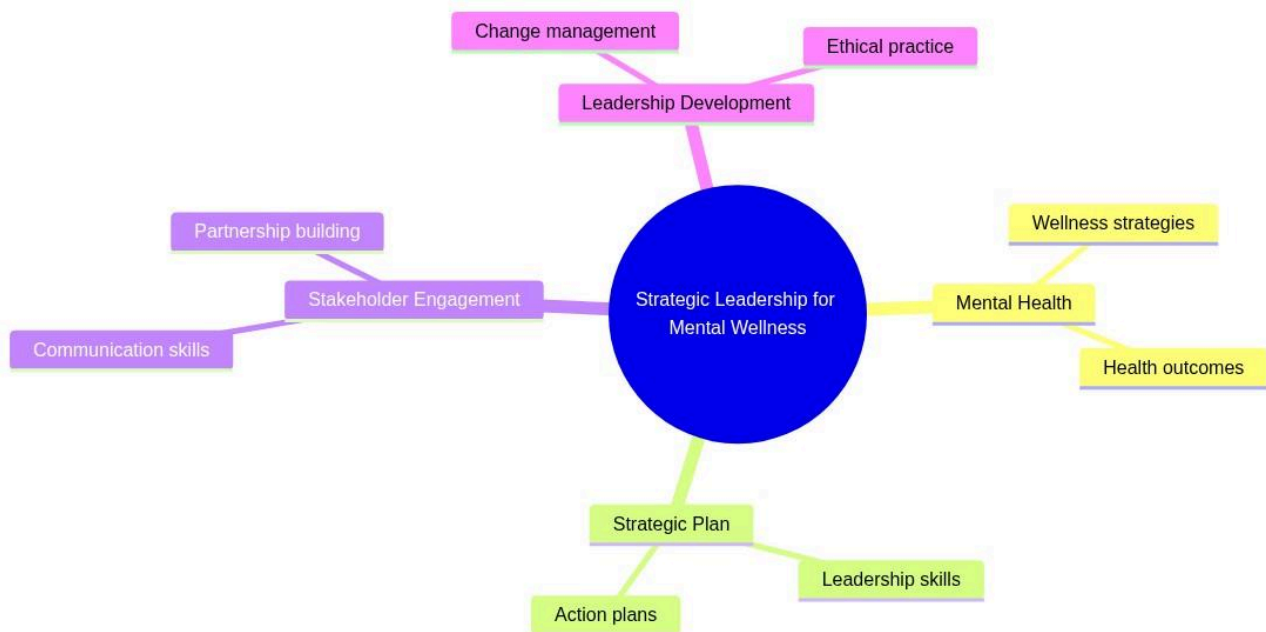 Change management
Ethical practice
Leadership Development
Partnership building
Wellness strategies
Stakeholder Engagement
Strategic Leadership for
Mental Wellness
Mental Health
Communication skills
Health outcomes
Strategic Plan
Leadership skills
Action plans